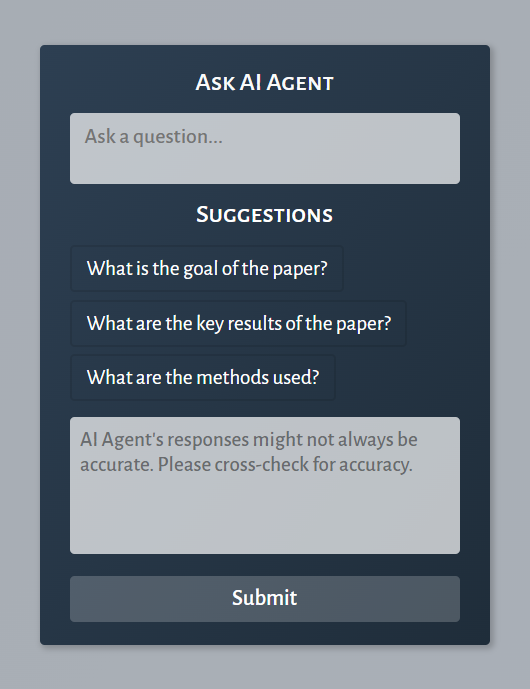 Ask AI Agent
Ask a question...
Suggestions
What is the goal of the paper?
What are the key results of the paper?
What are the methods used?
AI Agent's responses might not always be
accurate. Please cross-check for accuracy.
Submit